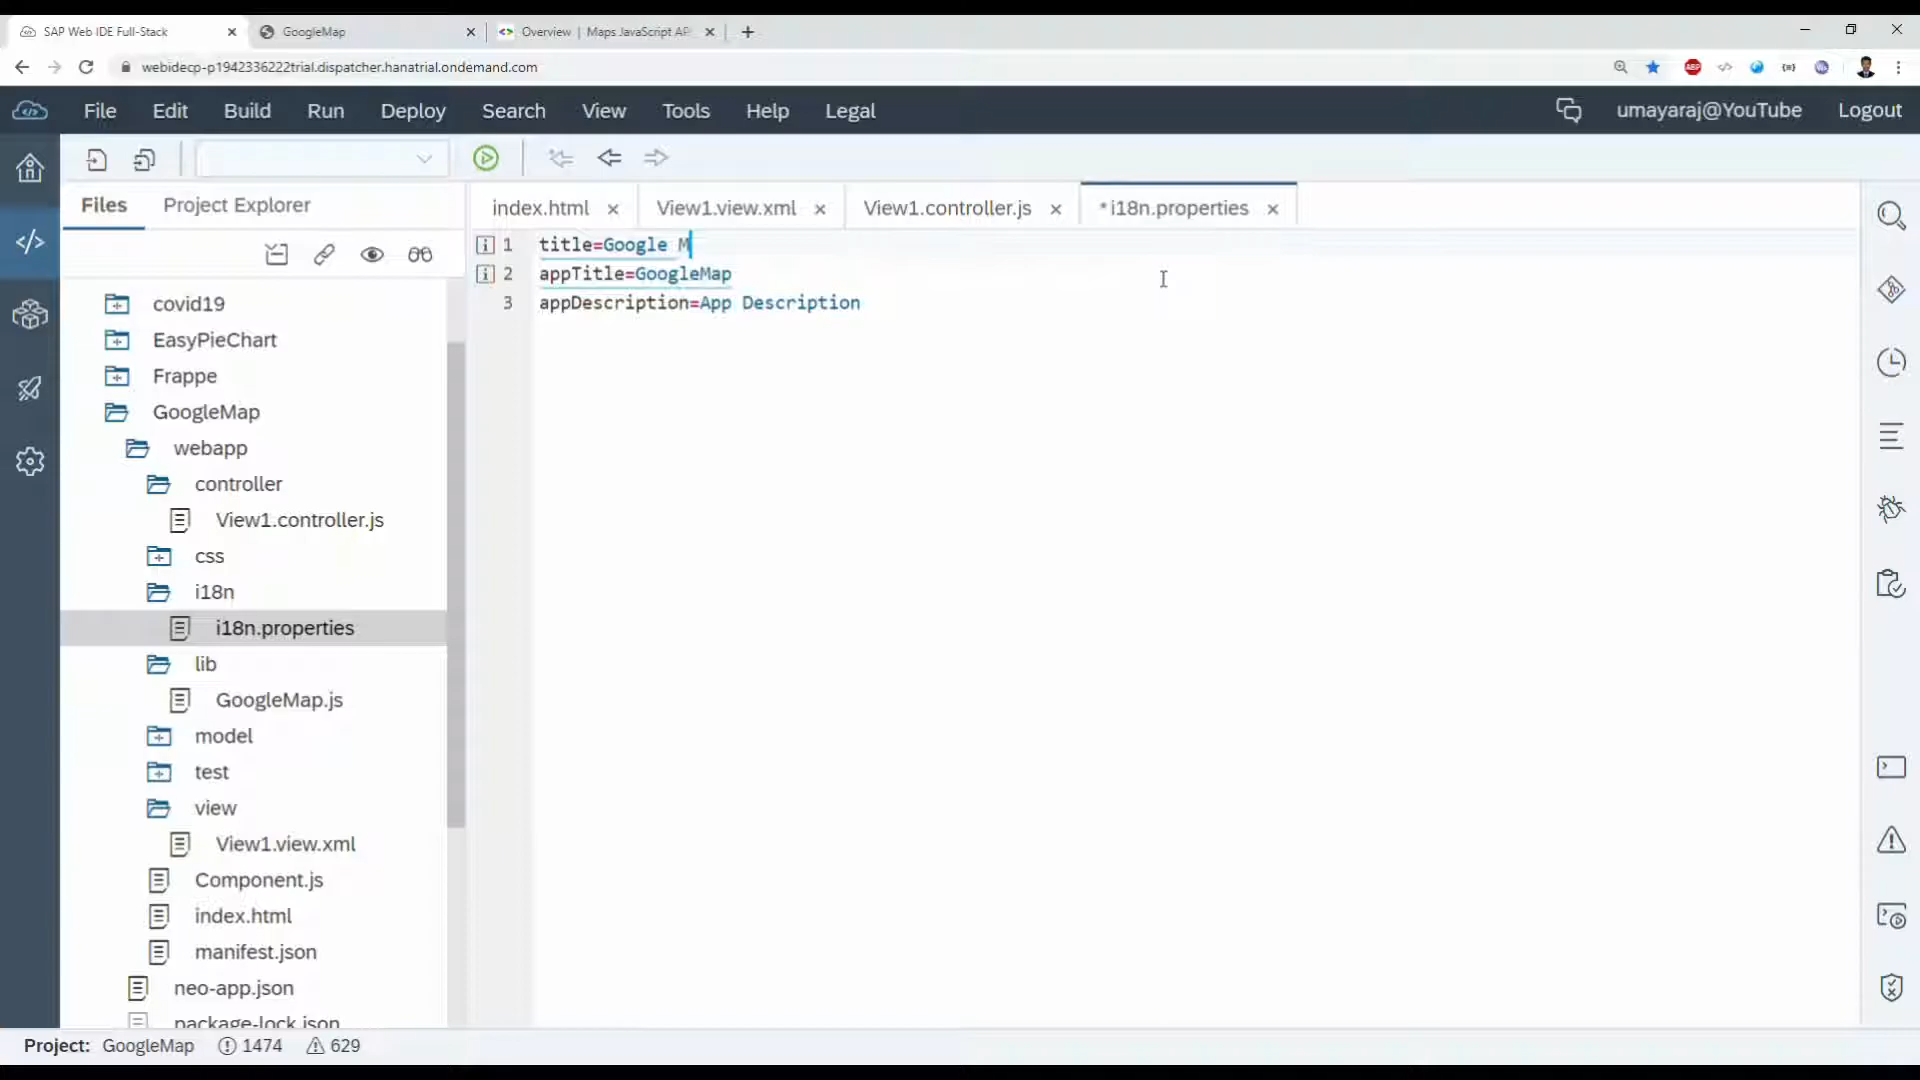 SAP Web IDE Full-Stack
GoogleMap
Overview | Maps JavaScript AP
webidecp-p1942336222trial.dispatcher.hanatrial.ondemand.com
ABP
File Edit Build Run Deploy Search View Tools Help Legal
umayaraj@YouTube Logout
Files Project Explorer
index.html
View1.view.xml
View1.controller.js
*i18n.properties
1 title=Google M
2 appTitle=GoogleMap
3 appDescription=App Description
covid19
EasyPieChart
Frappe
GoogleMap
webapp
controller
View1.controller.js
css
i18n
i18n.properties
lib
GoogleMap.js
model
test
view
View1.view.xml
Component.js
index.html
manifest.json
neo-app.json
package-lock.json
Project: GoogleMap 1474 629